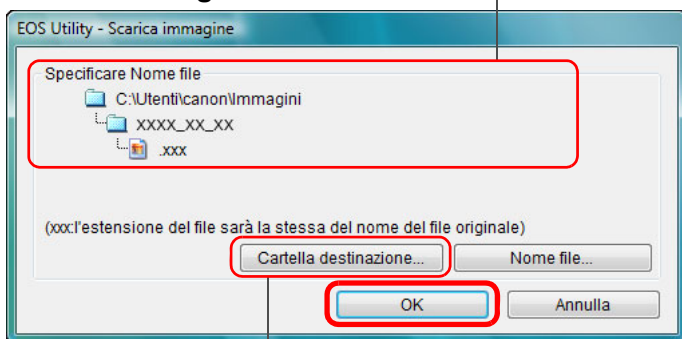 EOS Utility - Scarica immagine
Specificare Nome file
C:\Utenti\canon\Immagini
XXXX_XX_XX
.xxx
(xxx:l'estensione del file sarà la stessa del nome del file originale)
Cartella destinazione... Nome file...
OK Annulla